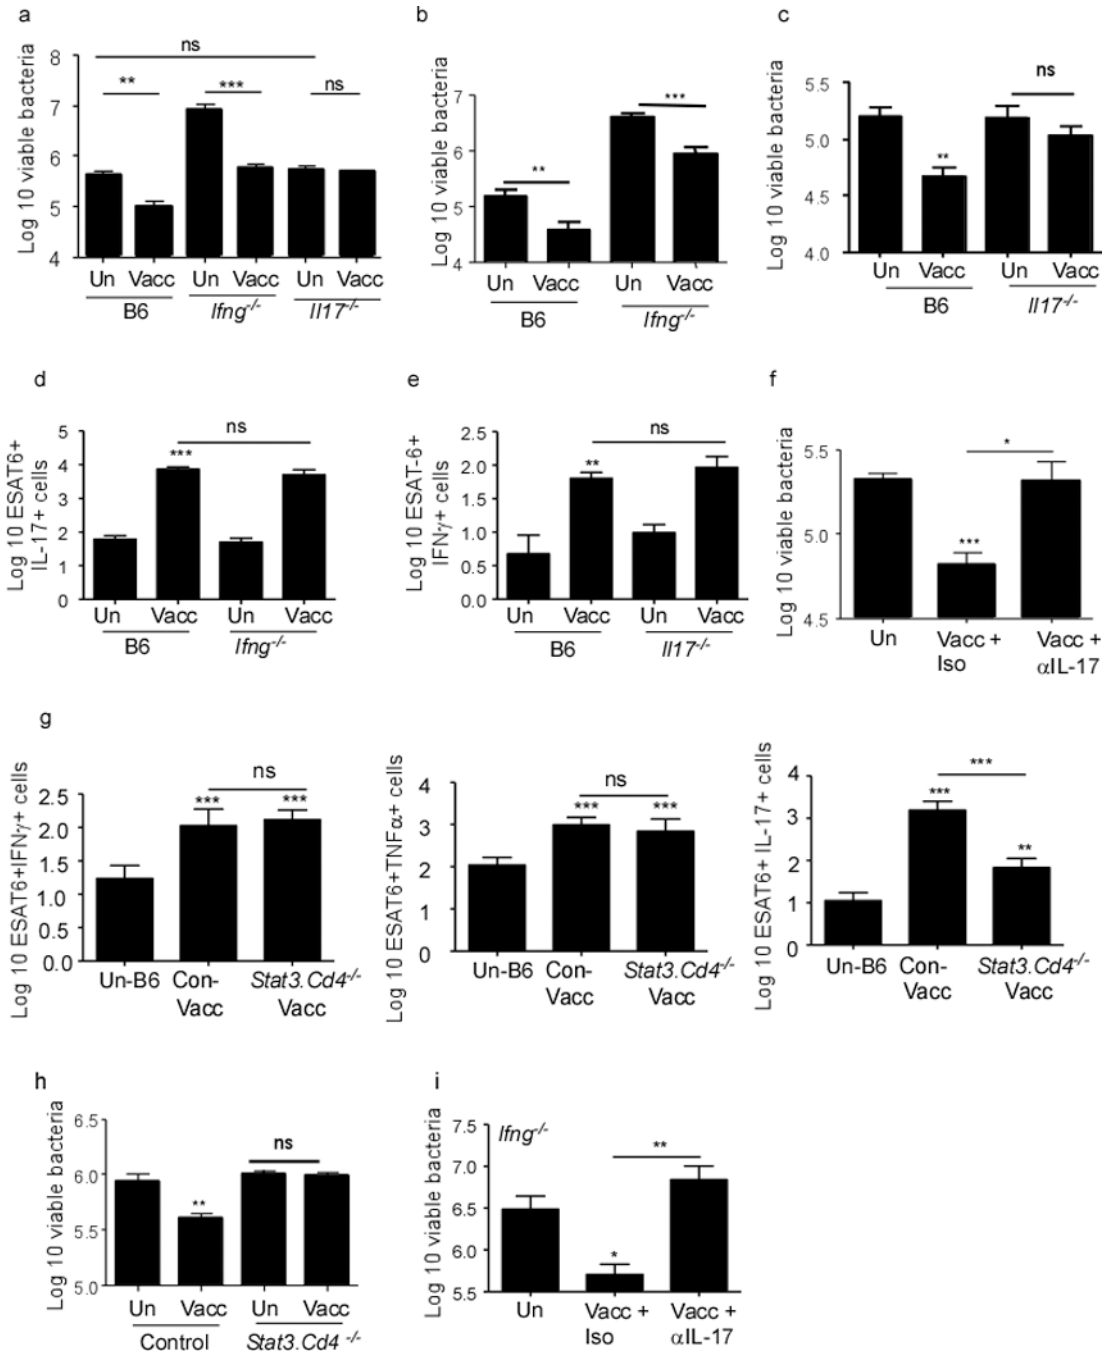 a
Log 10 viable bacteria
8
7
6
5
4
ns
**
***
ns
Un Vacc Un Vacc Un Vacc
B6 Ifng-/- Il17-/-
b
Log 10 viable bacteria
7
6
5
4
**
***
Un Vacc Un Vacc
B6 Ifng-/-
c
Log 10 viable bacteria
5.5
5.0
4.5
4.0
**
ns
Un Vacc Un Vacc
B6 Il17-/-
d
Log 10 ESAT6+
IL-17+ cells
5
4
3
2
1
0
***
ns
Un Vacc Un Vacc
B6 Ifng-/-
e
Log 10 ESAT-6+
IFNγ+ cells
2.5
2.0
1.5
1.0
0.5
0.0
**
ns
Un Vacc Un Vacc
B6 Il17-/-
f
Log 10 viable bacteria
5.5
5.0
4.5
***
*
Un Vacc + Vacc +
Iso αIL-17
g
Log 10 ESAT6+IFNγ+ cells
2.5
2.0
1.5
1.0
0.5
0.0
ns
*** ***
Un-B6 Con- Stat3.Cd4-/-
Vacc Vacc
Log 10 ESAT6+TNFα+ cells
4
3
2
1
0
ns
*** ***
Un-B6 Con- Stat3.Cd4-/-
Vacc Vacc
Log 10 ESAT6+ IL-17+ cells
4
3
2
1
0
***
***
**
Un-B6 Con- Stat3.Cd4-/-
Vacc Vacc
h
Log 10 viable bacteria
6.5
6.0
5.5
5.0
**
ns
Un Vacc Un Vacc
Control Stat3.Cd4 -/-
i
Log 10 viable bacteria
7.5
7.0
6.5
6.0
5.5
Ifng-/-
**
*
Un Vacc + Vacc +
Iso αIL-17